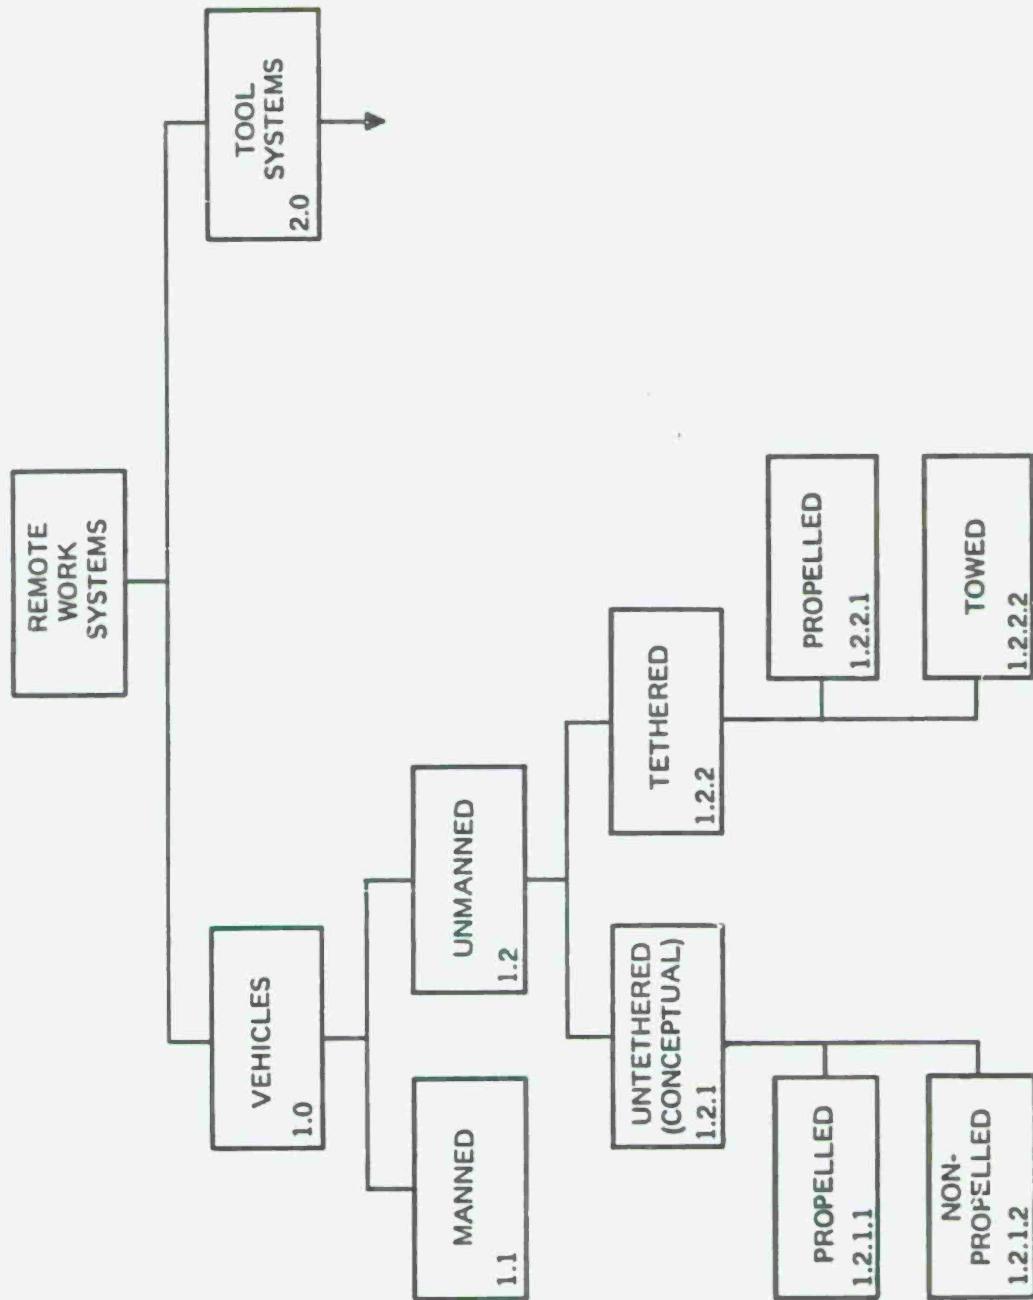 REMOTE
WORK
SYSTEMS
VEHICLES
1.0
TOOL
SYSTEMS
2.0
MANNED
1.1
UNMANNED
1.2
UNTETHERED
(CONCEPTUAL)
1.2.1
TETHERED
1.2.2
PROPELLED
1.2.1.1
PROPELLED
1.2.2.1
NON-
PROPELLED
1.2.1.2
TOWED
1.2.2.2